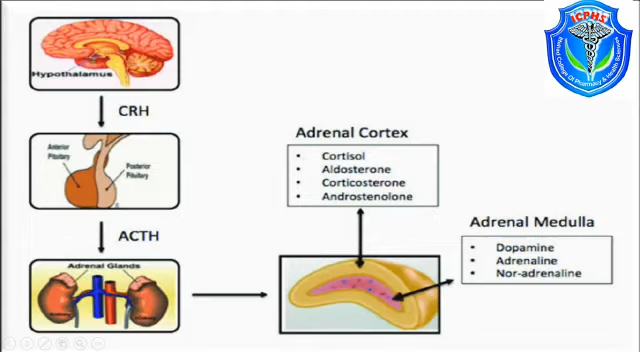 ICPHS
Hypothalamus
CRH
Anterior
Pituitary
Posterior
Pituitary
ACTH
Adrenal Glands
Adrenal Cortex
• Cortisol
• Aldosterone
• Corticosterone
• Androstenolone
Adrenal Medulla
• Dopamine
• Adrenaline
• Nor-adrenaline